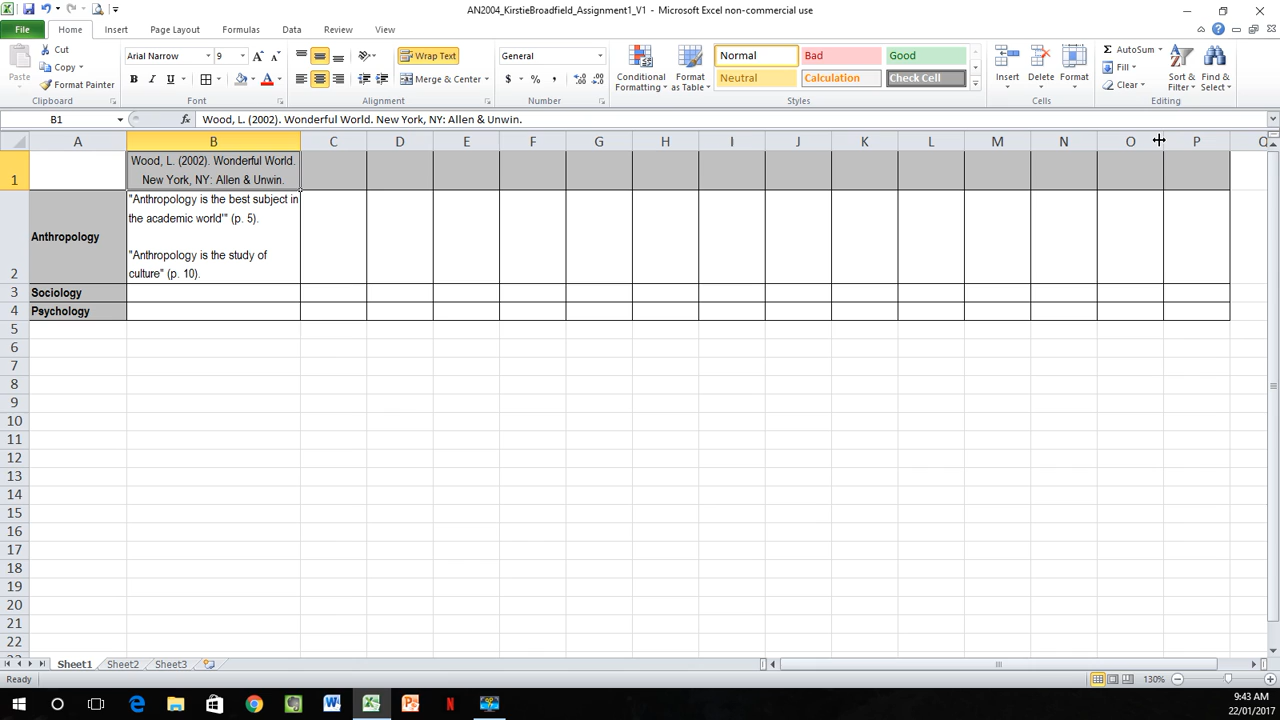 AN2004_KirstieBroadfield_Assignment1_V1 - Microsoft Excel non-commercial use
File Home Insert Page Layout Formulas Data Review View
Paste
Cut
Copy
Format Painter
Clipboard
Arial Narrow 9
B I U
Font
Wrap Text
Merge & Center
Alignment
General
$ % ,
Number
Conditional Formatting
Format as Table
Normal Bad Good
Neutral Calculation Check Cell
Styles
Insert Delete Format
Cells
AutoSum
Fill
Clear
Sort & Filter
Find & Select
Editing
B1 fx Wood, L. (2002). Wonderful World. New York, NY: Allen & Unwin.
A B C D E F G H I J K L M N O P Q
1
Wood, L. (2002). Wonderful World.
New York, NY: Allen & Unwin.
2
Anthropology
"Anthropology is the best subject in
the academic world'" (p. 5).
"Anthropology is the study of
culture" (p. 10).
3 Sociology
4 Psychology
5
6
7
8
9
10
11
12
13
14
15
16
17
18
19
20
21
22
Sheet1 Sheet2 Sheet3
Ready 130%
9:43 AM
22/01/2017